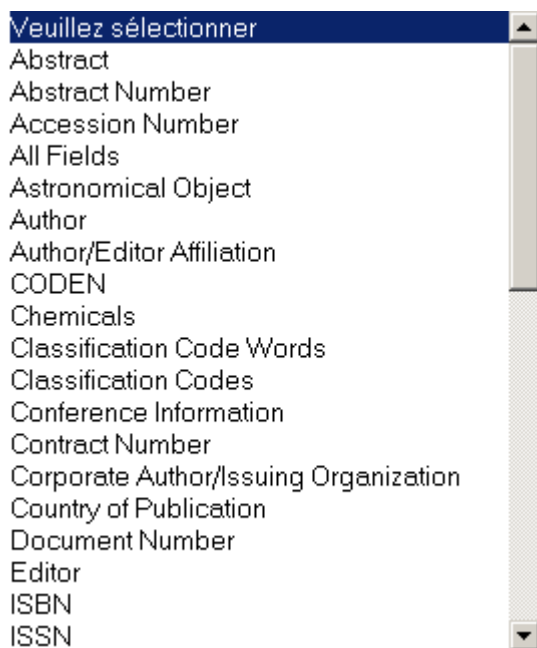 Veuillez sélectionner
Abstract
Abstract Number
Accession Number
All Fields
Astronomical Object
Author
Author/Editor Affiliation
CODEN
Chemicals
Classification Code Words
Classification Codes
Conference Information
Contract Number
Corporate Author/Issuing Organization
Country of Publication
Document Number
Editor
ISBN
ISSN